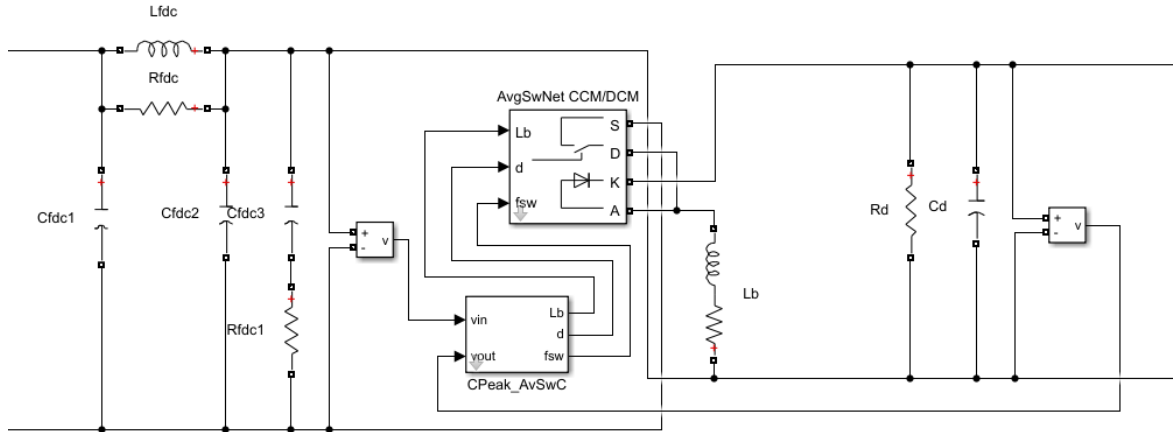 Lfdc
Rfdc
Cfdc1
Cfdc2
Cfdc3
Rfdc1
+
-
v
AvgSwNet CCM/DCM
Lb
d
fsw
S
D
K
A
vin
vout
Lb
d
fsw
CPeak_AvSwC
Lb
Rd
Cd
+
-
v